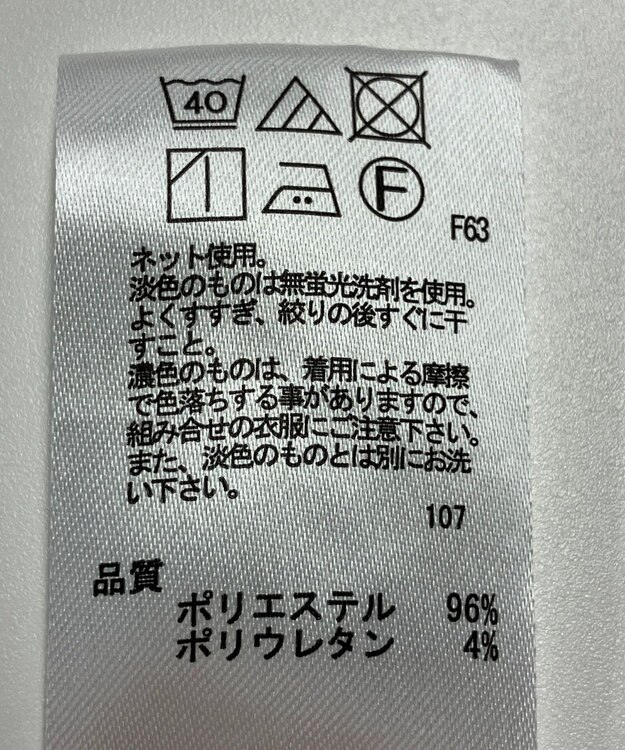 40
F
F63
ネット使用。
淡色のものは無蛍光洗剤を使用。
よくすすぎ、絞りの後すぐに干
すこと。
濃色のものは、着用による摩擦
で色落ちする事がありますので、
組み合せの衣服にご注意下さい。
また、淡色のものとは別にお洗
い下さい。
107
品質
ポリエステル 96%
ポリウレタン 4%